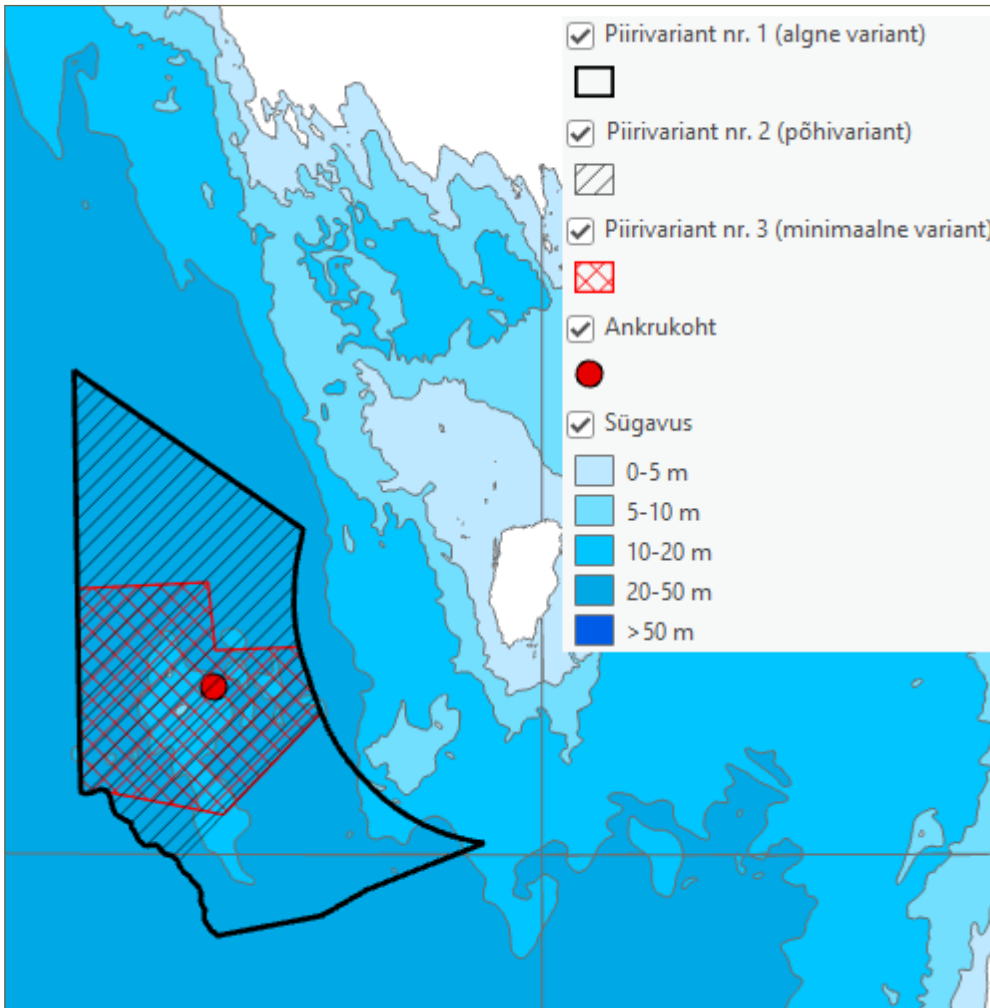 Piirivariant nr. 1 (algne variant)
Piirivariant nr. 2 (põhivariant)
Piirivariant nr. 3 (minimaalne variant)
Ankrukoht
Sügavus
0-5 m
5-10 m
10-20 m
20-50 m
>50 m